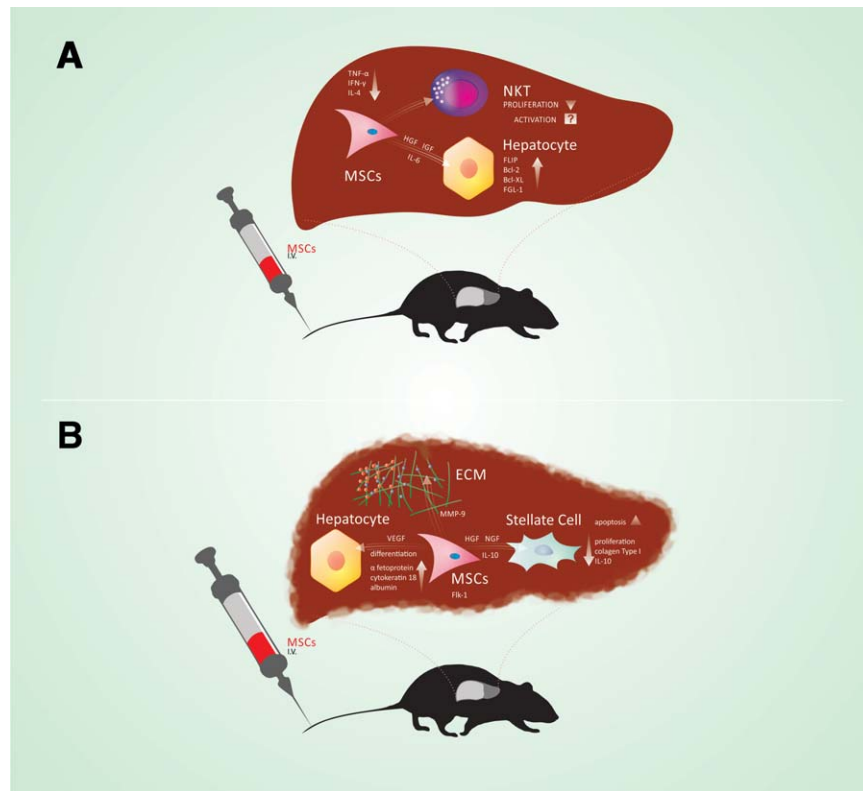 A
TNF-α
IFN-γ
IL-4
NKT
PROLIFERATION
ACTIVATION ?
HGF IGF
IL-6
Hepatocyte
FLIP
Bcl-2
Bcl-XL
FGL-1
MSCs
MSCs
I.V.
B
ECM
MMP-9
Hepatocyte
VEGF
differentiation
α fetoprotein
cytokeratin 18
albumin
HGF NGF
IL-10
MSCs
Flk-1
Stellate Cell
apoptosis
proliferation
colagen Type I
IL-10
MSCs
I.V.